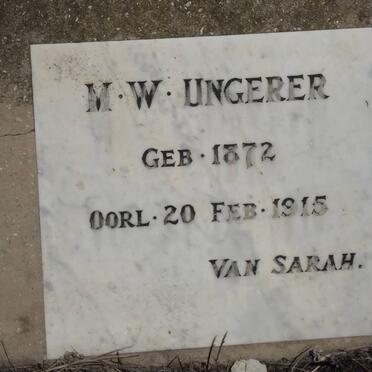 M·W·UNGERER
GEB·1872
OORL·20 FEB·1915
VAN SARAH.